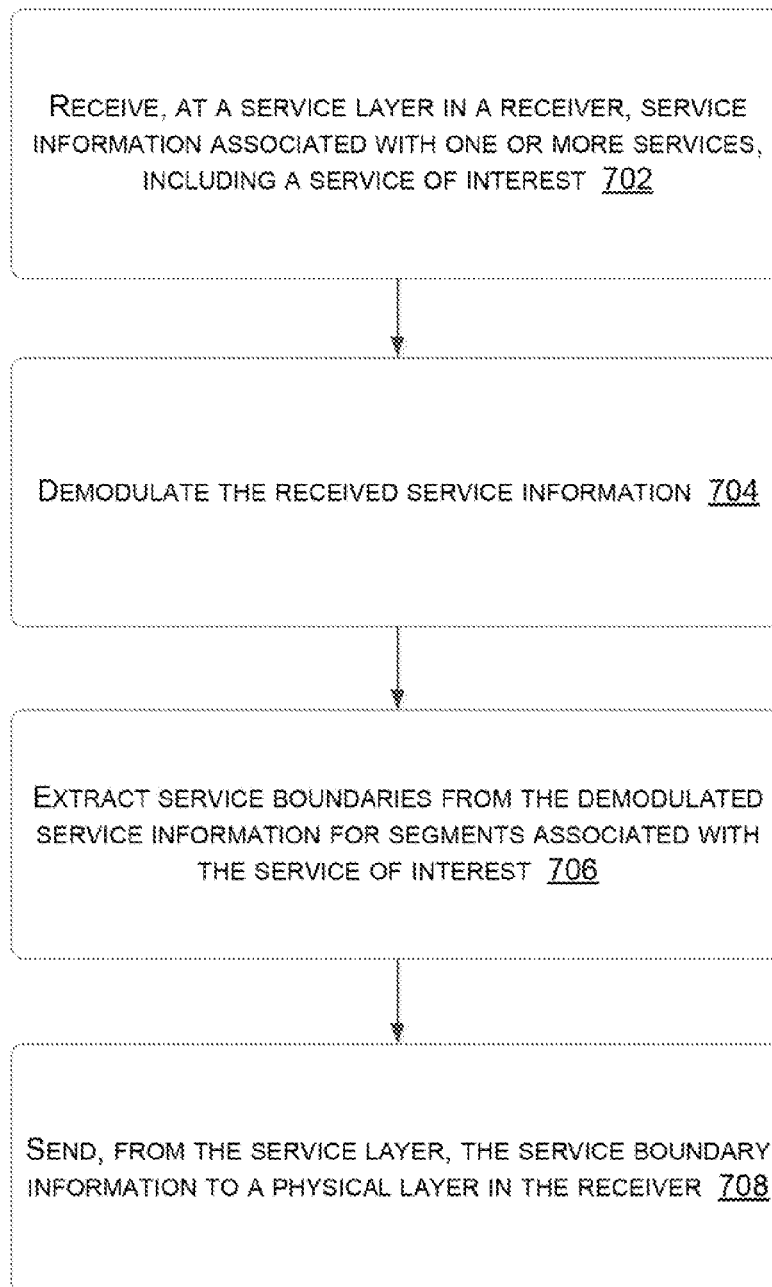 RECEIVE, AT A SERVICE LAYER IN A RECEIVER, SERVICE
INFORMATION ASSOCIATED WITH ONE OR MORE SERVICES,
INCLUDING A SERVICE OF INTEREST 702
DEMODULATE THE RECEIVED SERVICE INFORMATION 704
EXTRACT SERVICE BOUNDARIES FROM THE DEMODULATED
SERVICE INFORMATION FOR SEGMENTS ASSOCIATED WITH
THE SERVICE OF INTEREST 706
SEND, FROM THE SERVICE LAYER, THE SERVICE BOUNDARY
INFORMATION TO A PHYSICAL LAYER IN THE RECEIVER 708